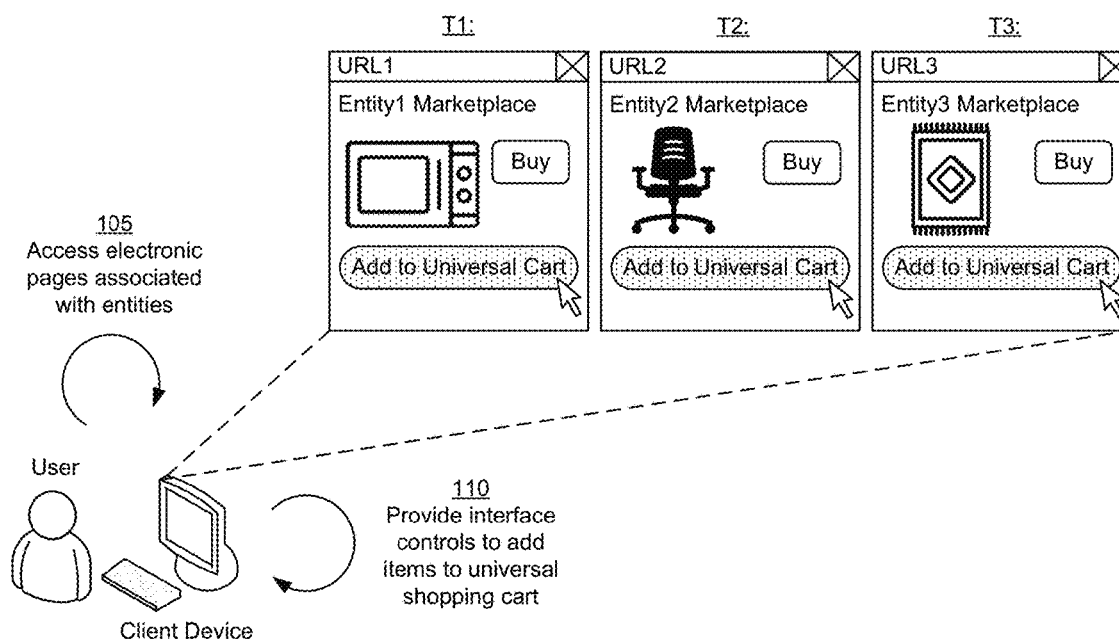 T1:
T2:
T3:
URL1
URL2
URL3
Entity1 Marketplace
Entity2 Marketplace
Entity3 Marketplace
Buy
Buy
Buy
Add to Universal Cart
Add to Universal Cart
Add to Universal Cart
105
Access electronic
pages associated
with entities
User
110
Provide interface
controls to add
items to universal
shopping cart
Client Device